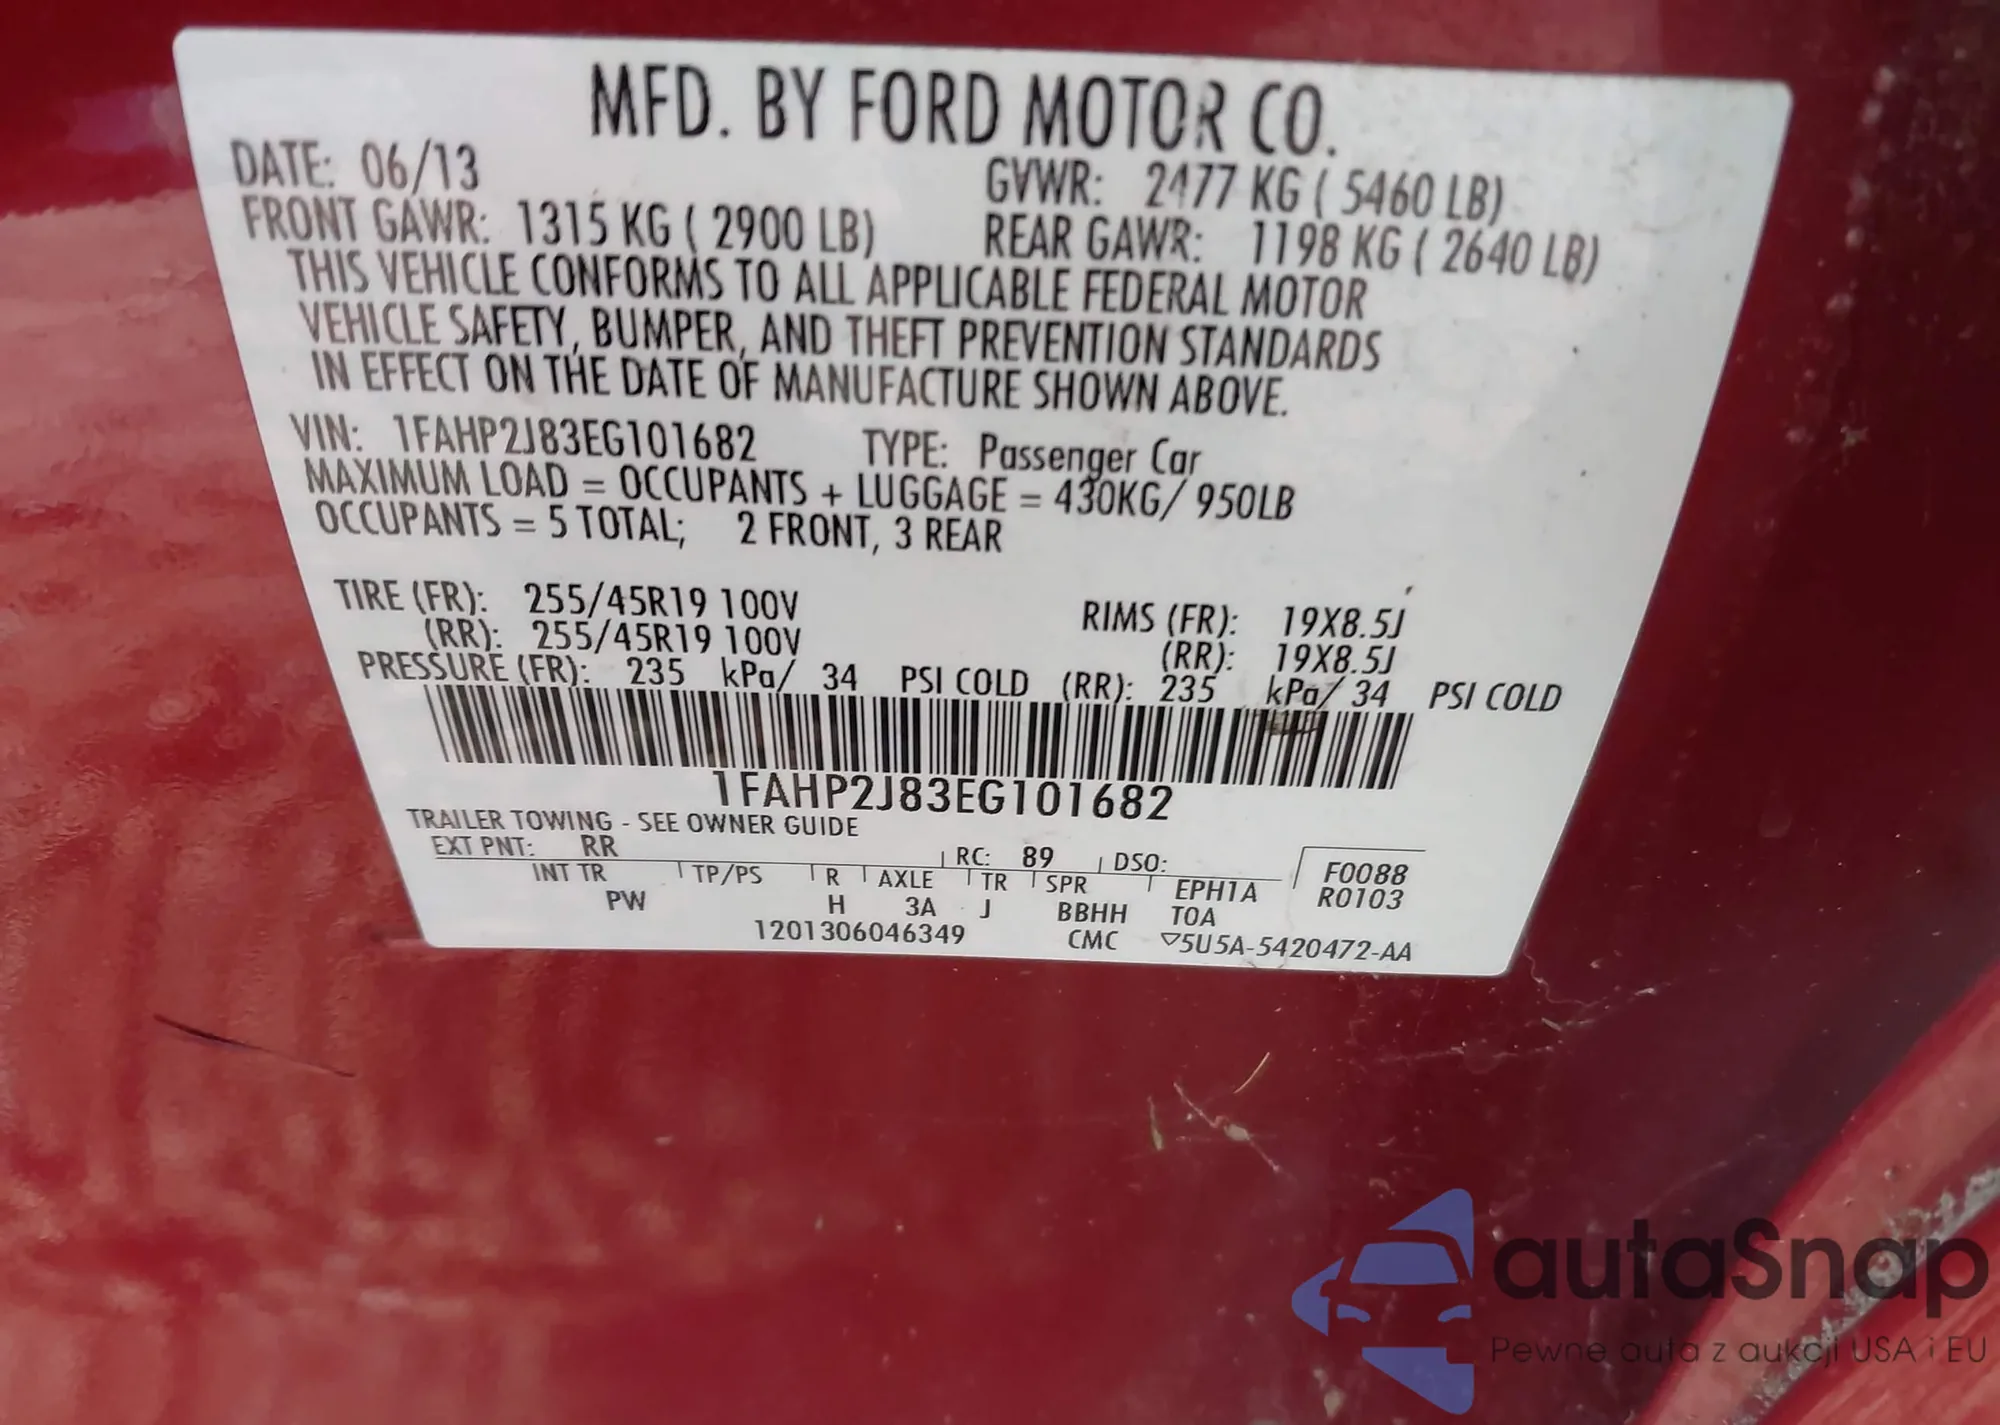 MFD. BY FORD MOTOR CO.
DATE: 06/13 GVWR: 2477 KG ( 5460 LB)
FRONT GAWR: 1315 KG ( 2900 LB) REAR GAWR: 1198 KG ( 2640 LB)
THIS VEHICLE CONFORMS TO ALL APPLICABLE FEDERAL MOTOR
VEHICLE SAFETY, BUMPER, AND THEFT PREVENTION STANDARDS
IN EFFECT ON THE DATE OF MANUFACTURE SHOWN ABOVE.
VIN: 1FAHP2J83EG101682 TYPE: Passenger Car
MAXIMUM LOAD = OCCUPANTS + LUGGAGE = 430KG/ 950LB
OCCUPANTS = 5 TOTAL; 2 FRONT, 3 REAR
TIRE (FR): 255/45R19 100V RIMS (FR): 19X8.5J
(RR): 255/45R19 100V (RR): 19X8.5J
PRESSURE (FR): 235 kPa/ 34 PSI COLD (RR): 235 kPa/ 34 PSI COLD
1FAHP2J83EG101682
TRAILER TOWING - SEE OWNER GUIDE
EXT PNT: RR RC: 89 DSO: F0088
INT TR TP/PS R AXLE TR SPR EPH1A R0103
PW H 3A J BBHH T0A
1201306046349 CMC ▽5U5A-5420472-AA
autaSnap
Pewne auta z aukcji USA i EU